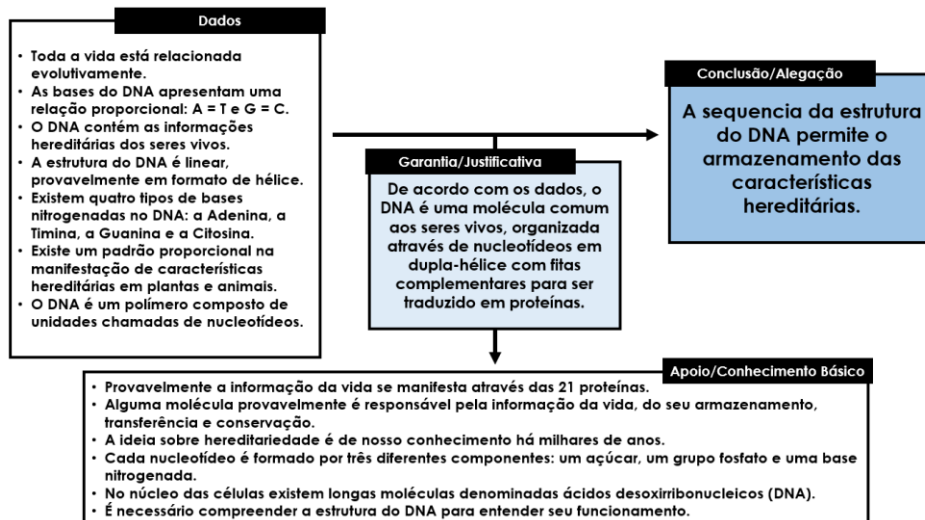 Dados
• Toda a vida está relacionada
evolutivamente.
• As bases do DNA apresentam uma
relação proporcional: A = T e G = C.
• O DNA contém as informações
hereditárias dos seres vivos.
• A estrutura do DNA é linear,
provavelmente em formato de hélice.
• Existem quatro tipos de bases
nitrogenadas no DNA: a Adenina, a
Timina, a Guanina e a Citosina.
• Existe um padrão proporcional na
manifestação de características
hereditárias em plantas e animais.
• O DNA é um polímero composto de
unidades chamadas de nucleotídeos.
Garantia/Justificativa
De acordo com os dados, o
DNA é uma molécula comum
aos seres vivos, organizada
através de nucleotídeos em
dupla-hélice com fitas
complementares para ser
traduzido em proteínas.
Conclusão/Alegação
A sequencia da estrutura
do DNA permite o
armazenamento das
características
hereditárias.
Apoio/Conhecimento Básico
• Provavelmente a informação da vida se manifesta através das 21 proteínas.
• Alguma molécula provavelmente é responsável pela informação da vida, do seu armazenamento,
transferência e conservação.
• A ideia sobre hereditariedade é de nosso conhecimento há milhares de anos.
• Cada nucleotídeo é formado por três diferentes componentes: um açúcar, um grupo fosfato e uma base
nitrogenada.
• No núcleo das células existem longas moléculas denominadas ácidos desoxirribonucleicos (DNA).
• É necessário compreender a estrutura do DNA para entender seu funcionamento.